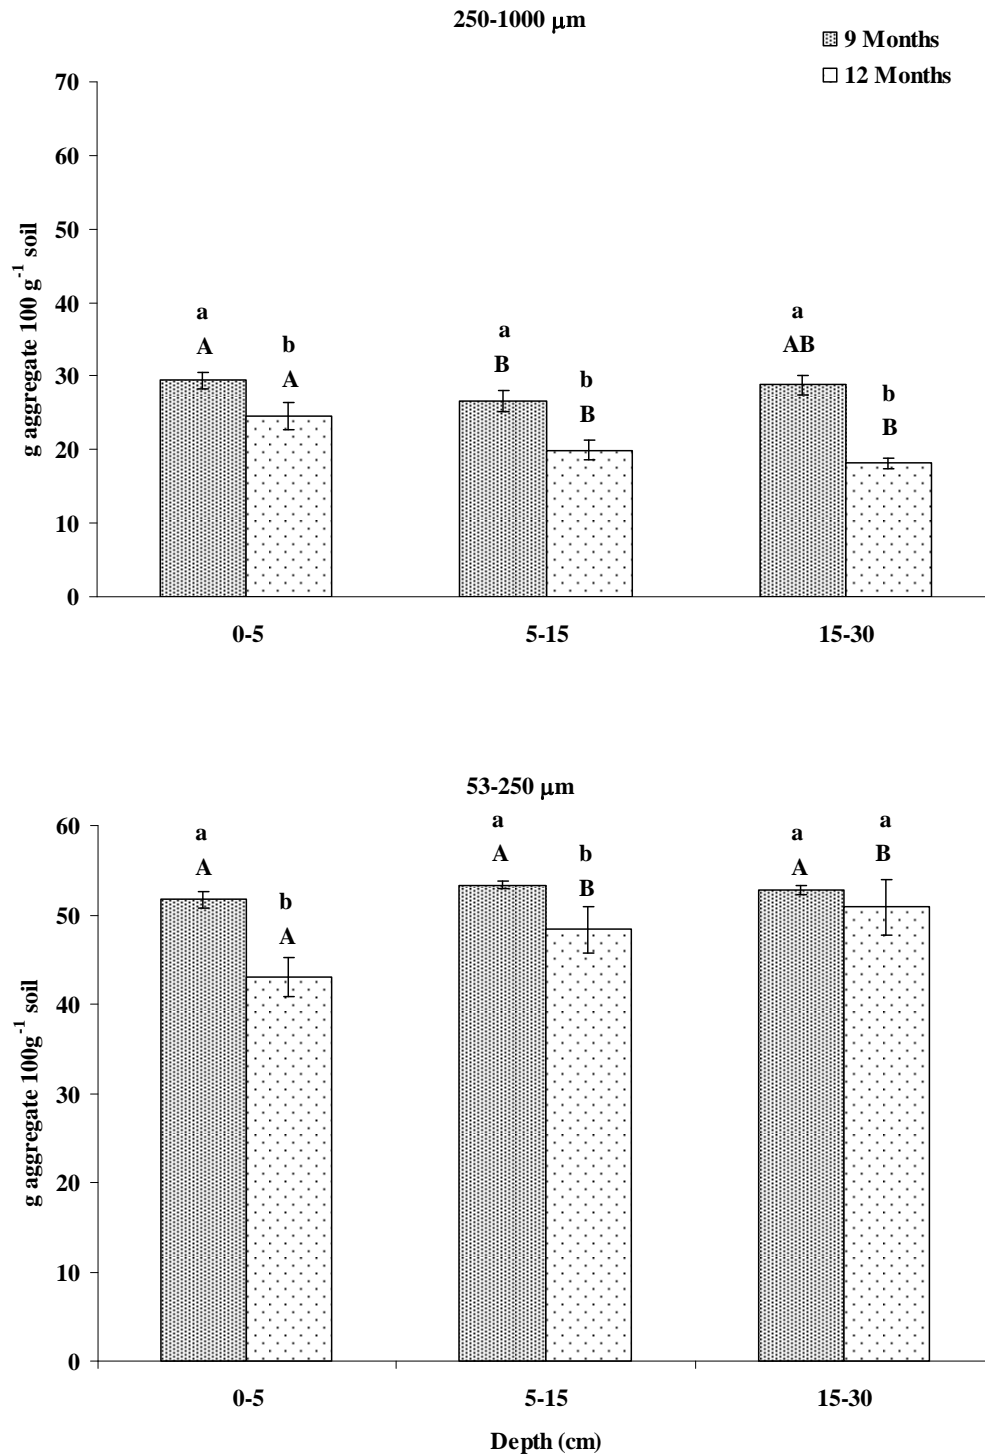 250-1000 μm
9 Months
12 Months
70
60
50
40
30
20
10
0
g aggregate 100 g-1 soil
a
A
b
A
a
B
b
B
a
AB
b
B
0-5 5-15 15-30
53-250 μm
60
50
40
30
20
10
0
g aggregate 100g-1 soil
a
A
b
A
a
A
b
B
a
A
a
B
0-5 5-15 15-30
Depth (cm)